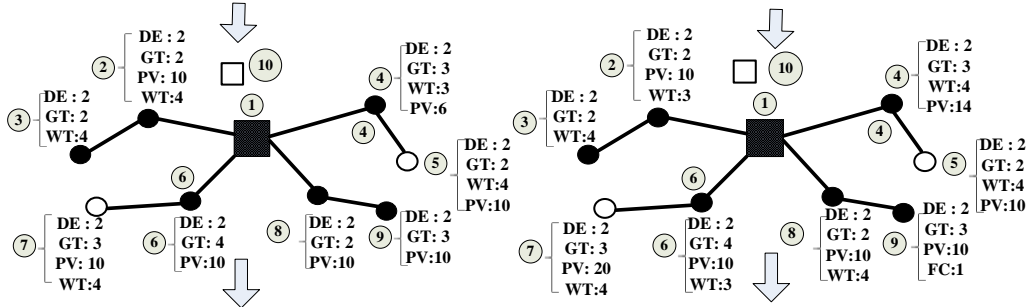 2
DE : 2
GT: 2
PV: 10
WT:4
10
4
DE : 2
GT: 3
WT:3
PV:6
3
DE : 2
GT: 2
WT:4
1
4
5
DE : 2
GT: 2
WT:4
PV:10
6
7
DE : 2
GT: 3
PV: 10
WT:4
6
DE : 2
GT: 4
PV:10
8
DE : 2
GT: 2
PV:10
9
DE : 2
GT: 3
PV:10
2
DE : 2
GT: 2
PV: 10
WT:3
10
4
DE : 2
GT: 3
WT:4
PV:14
3
DE : 2
GT: 2
WT:4
1
4
5
DE : 2
GT: 2
WT:4
PV:10
6
7
DE : 2
GT: 3
PV: 20
WT:4
6
DE : 2
GT: 4
PV:10
WT:3
8
DE : 2
GT: 2
PV:10
WT:4
9
DE : 2
GT: 3
PV:10
FC:1